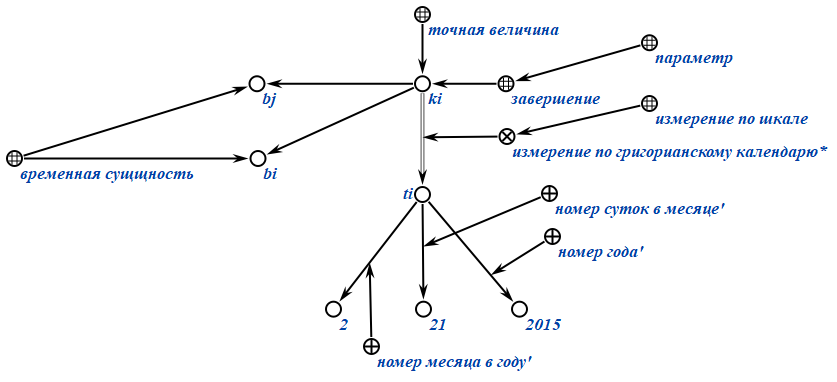 точная величина
параметр
bj
ki
завершение
измерение по шкале
временная сущщность
bi
измерение по григорианскому календарю*
ti
номер суток в месяце'
номер года'
2
21
2015
номер месяца в году'